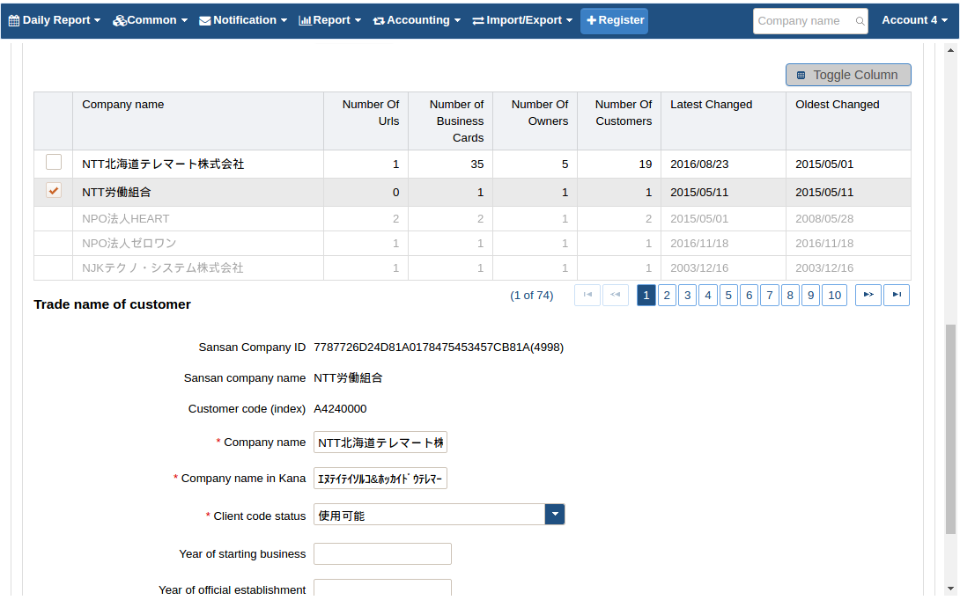 Daily Report Common Notification Report Accounting Import/Export Register Company name Account 4
Toggle Column
Company name Number Of Urls Number of Business Cards Number Of Owners Number Of Customers Latest Changed Oldest Changed
NTT北海道テレマート株式会社 1 35 5 19 2016/08/23 2015/05/01
NTT労働組合 0 1 1 1 2015/05/11 2015/05/11
NPO法人HEART 2 2 1 2 2015/05/01 2008/05/28
NPO法人ゼロワン 1 1 1 1 2016/11/18 2016/11/18
NJKテクノ・システム株式会社 1 1 1 1 2003/12/16 2003/12/16
(1 of 74) 1 2 3 4 5 6 7 8 9 10
Trade name of customer
Sansan Company ID 7787726D24D81A0178475453457CB81A(4998)
Sansan company name NTT労働組合
Customer code (index) A4240000
* Company name NTT北海道テレマート株
* Company name in Kana ｴﾇﾃｲﾃｲｿﾙｺ&ﾎｯｶｲﾄﾞｳﾃﾚﾏｰ
* Client code status 使用可能
Year of starting business
Year of official establishment